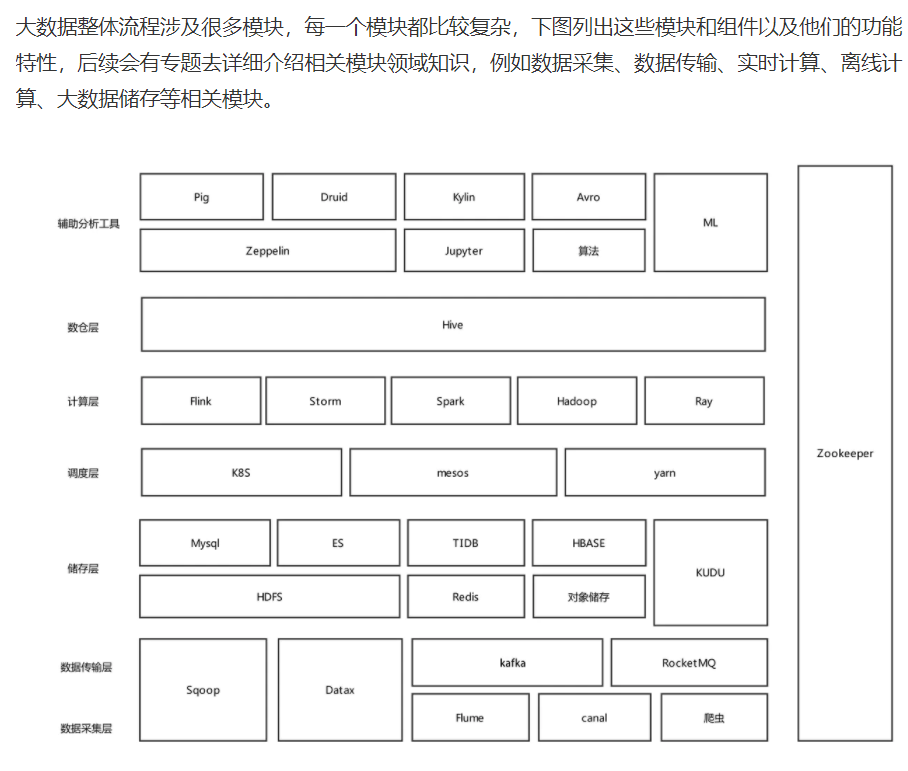 大数据整体流程涉及很多模块，每一个模块都比较复杂，下图列出这些模块和组件以及他们的功能
特性，后续会有专题去详细介绍相关模块领域知识，例如数据采集、数据传输、实时计算、离线计
算、大数据储存等相关模块。
Pig Druid Kylin Avro
辅助分析工具 ML
Zeppelin Jupyter 算法
数仓层 Hive
计算层 Flink Storm Spark Hadoop Ray
Zookeeper
调度层 K8S mesos yarn
Mysql ES TIDB HBASE
储存层 KUDU
HDFS Redis 对象储存
数据传输层 kafka RocketMQ
Sqoop Datax
数据采集层 Flume canal 爬虫